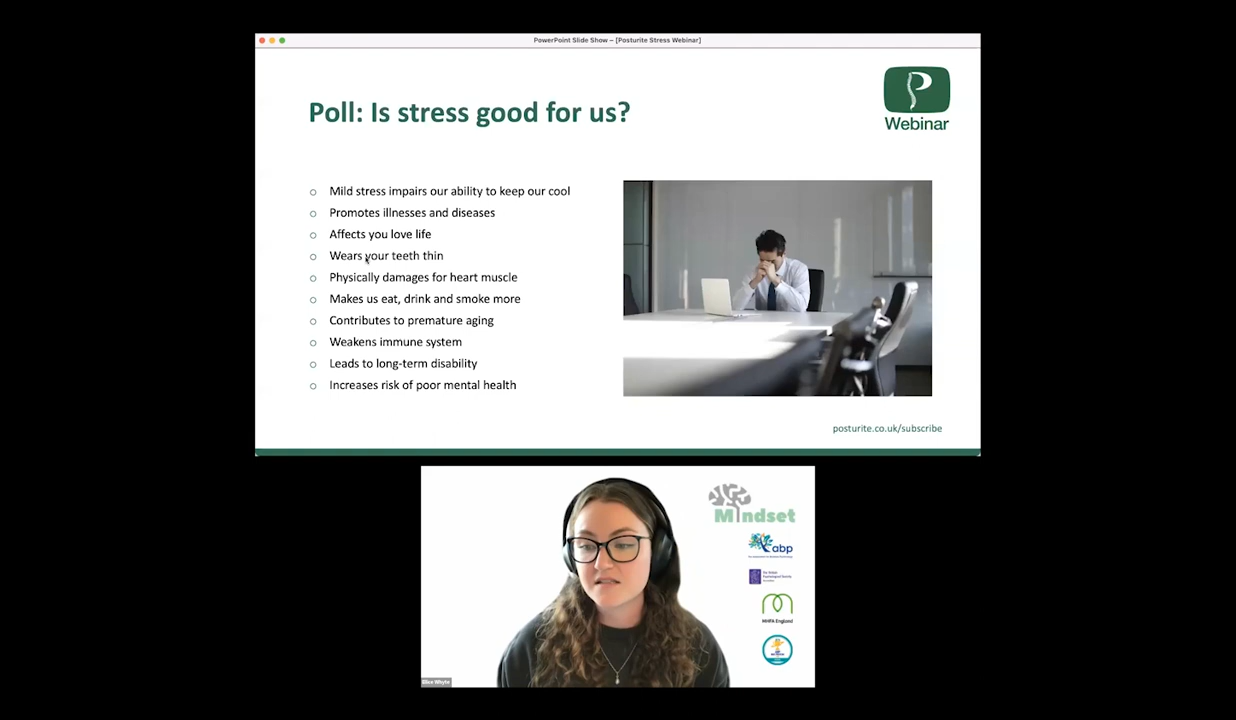 PowerPoint Slide Show – [Posturite Stress Webinar]
Poll: Is stress good for us?
Webinar
o Mild stress impairs our ability to keep our cool
o Promotes illnesses and diseases
o Affects you love life
o Wears your teeth thin
o Physically damages for heart muscle
o Makes us eat, drink and smoke more
o Contributes to premature aging
o Weakens immune system
o Leads to long-term disability
o Increases risk of poor mental health
posturite.co.uk/subscribe
Mindset
abp
MHFA England
Elise Whyte